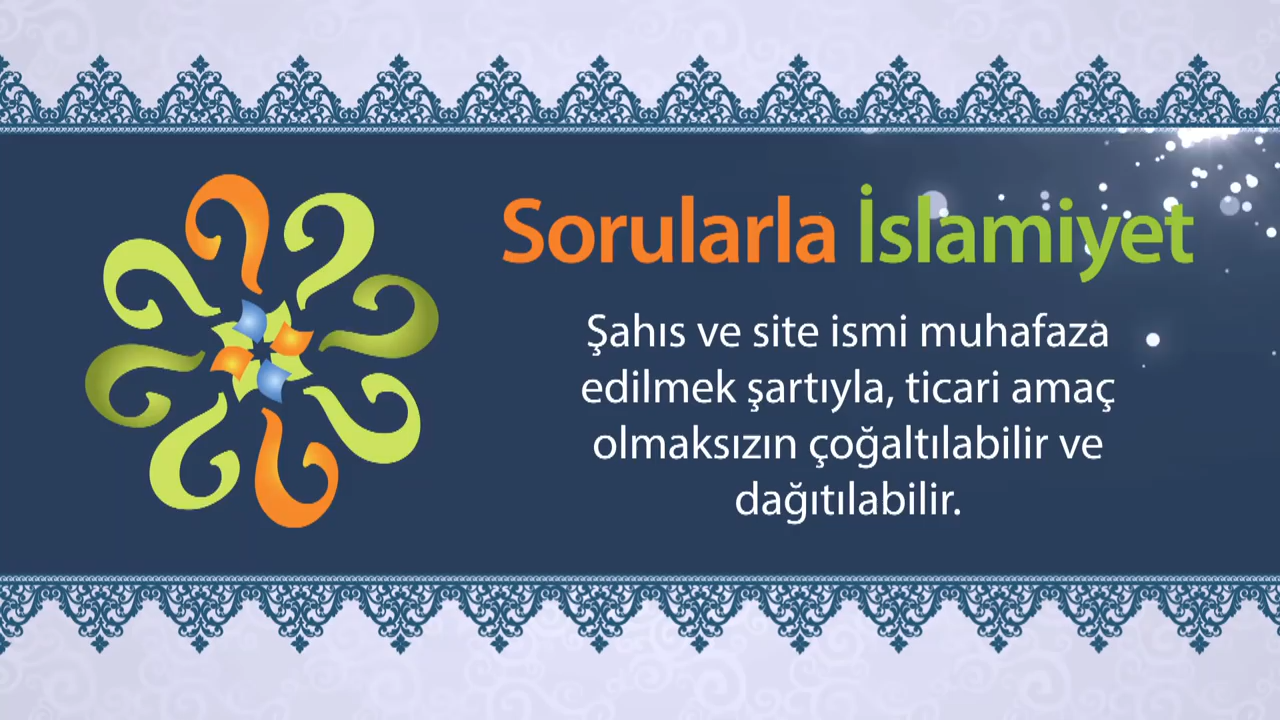 Sorularla İslamiyet
Şahıs ve site ismi muhafaza
edilmek şartıyla, ticari amaç
olmaksızın çoğaltılabilir ve
dağıtılabilir.